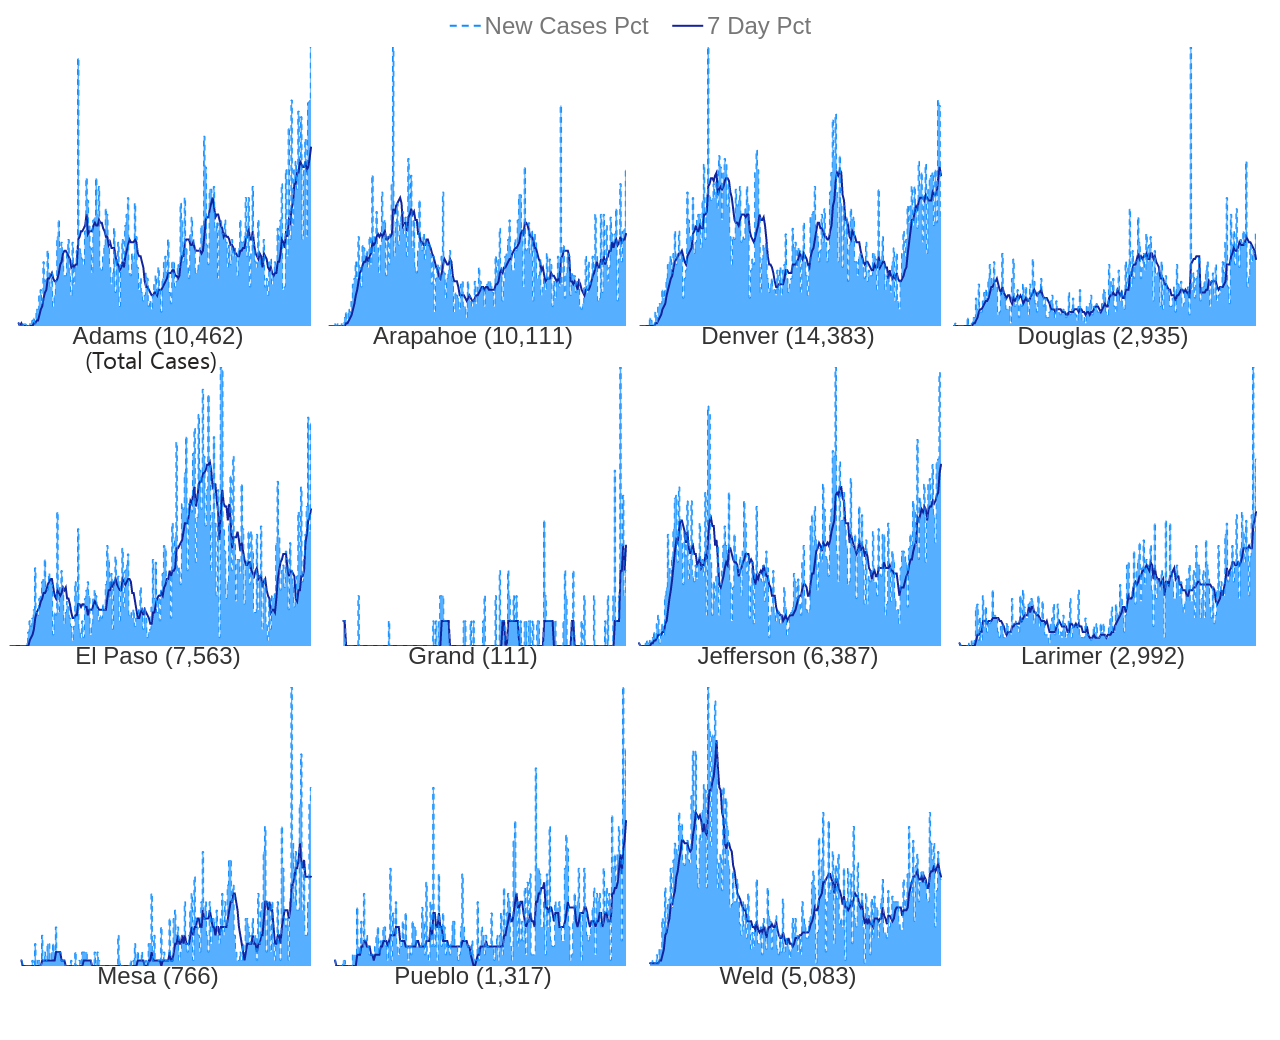 New Cases Pct 7 Day Pct
Adams (10,462) Arapahoe (10,111) Denver (14,383) Douglas (2,935)
(Total Cases)
El Paso (7,563) Grand (111) Jefferson (6,387) Larimer (2,992)
Mesa (766) Pueblo (1,317) Weld (5,083)